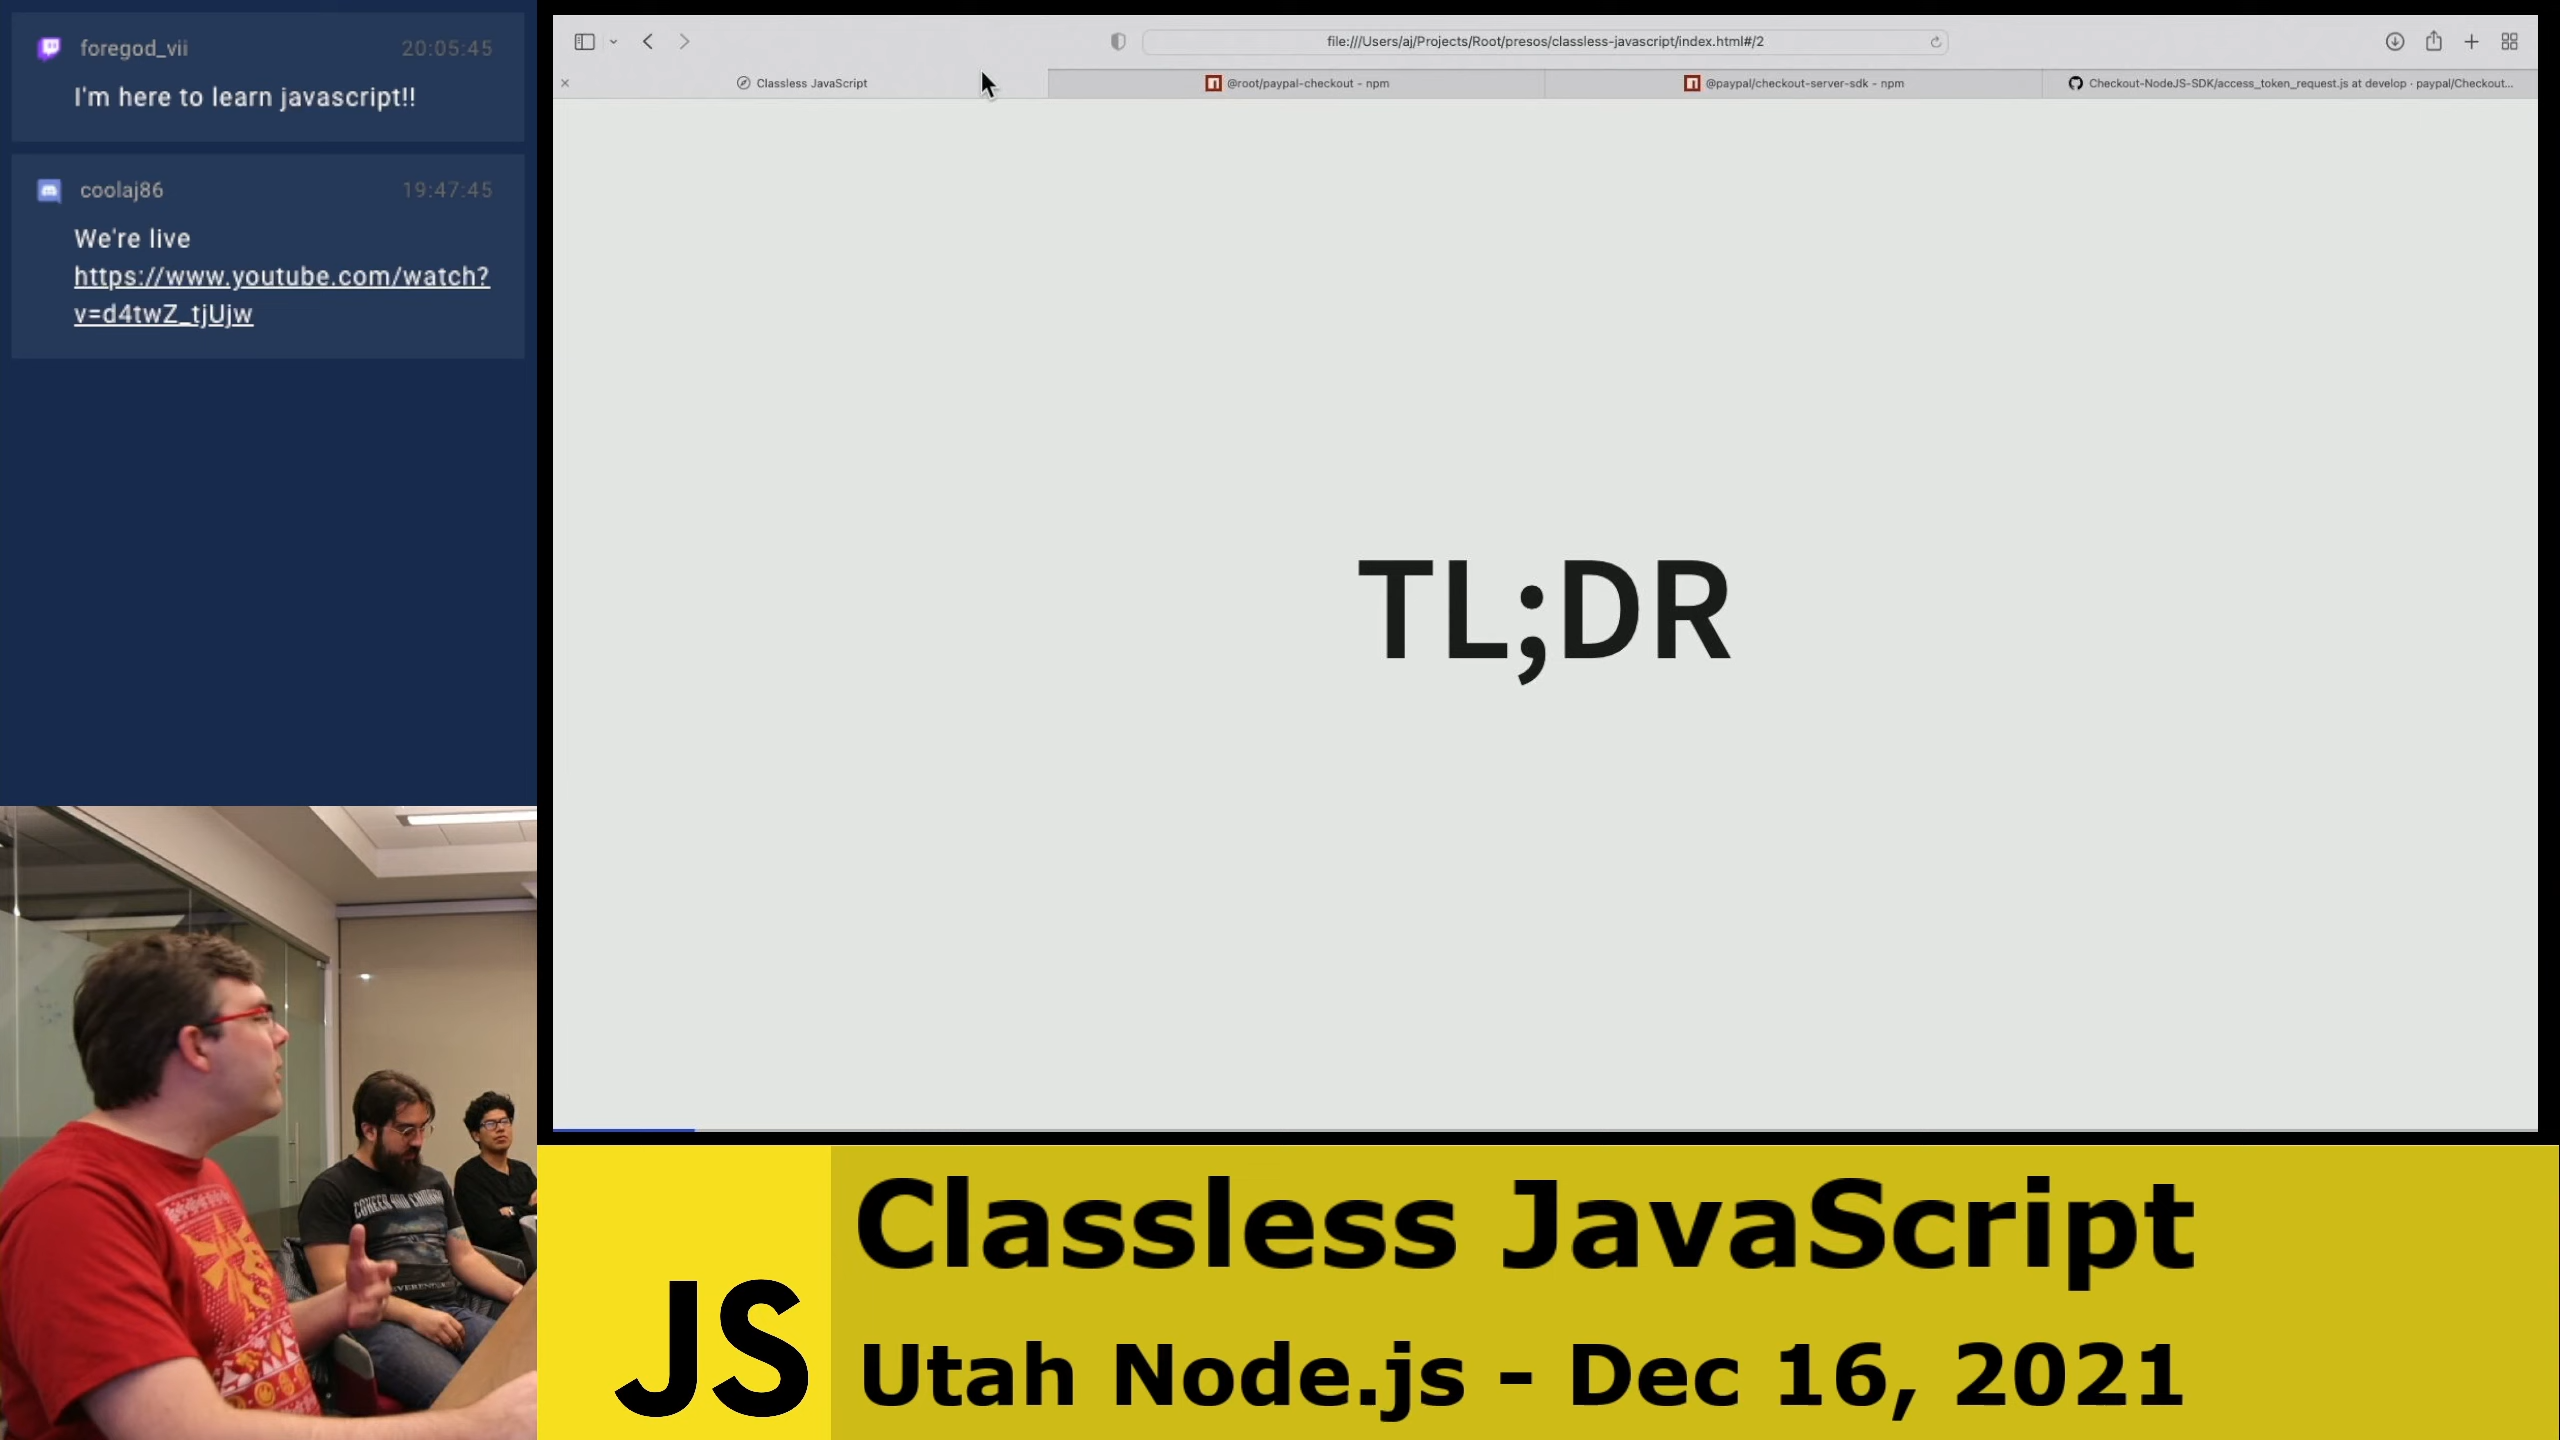 foregod_vii 20:05:45
I'm here to learn javascript!!
coolaj86 19:47:45
We're live
https://www.youtube.com/watch?
v=d4twZ_tjUjw
file:///Users/aj/Projects/Root/presos/classless-javascript/index.html#/2
Classless JavaScript
@root/paypal-checkout - npm
@paypal/checkout-server-sdk - npm
Checkout-NodeJS-SDK/access_token_request.js at develop · paypal/Checkout...
TL;DR
JS
Classless JavaScript
Utah Node.js - Dec 16, 2021